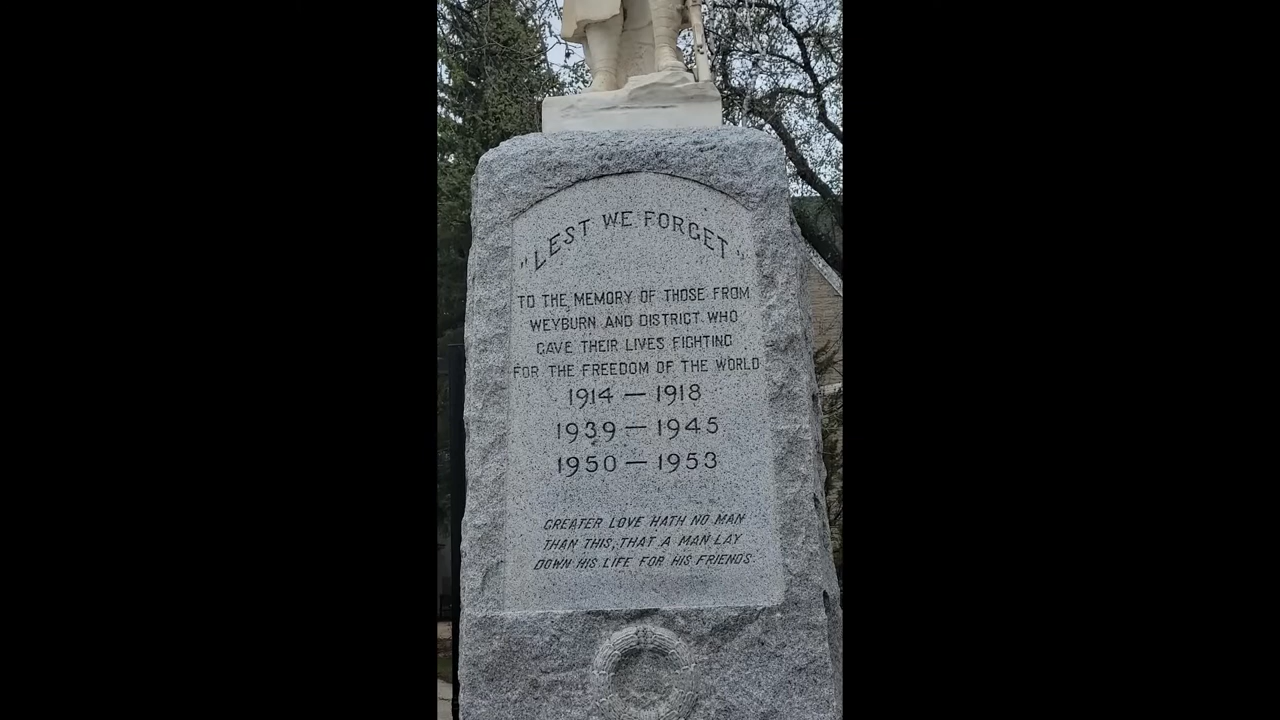 "LEST WE FORGET"
TO THE MEMORY OF THOSE FROM
WEYBURN AND DISTRICT WHO
GAVE THEIR LIVES FIGHTING
FOR THE FREEDOM OF THE WORLD
1914 — 1918
1939 — 1945
1950 — 1953
GREATER LOVE HATH NO MAN
THAN THIS, THAT A MAN LAY
DOWN HIS LIFE FOR HIS FRIENDS.